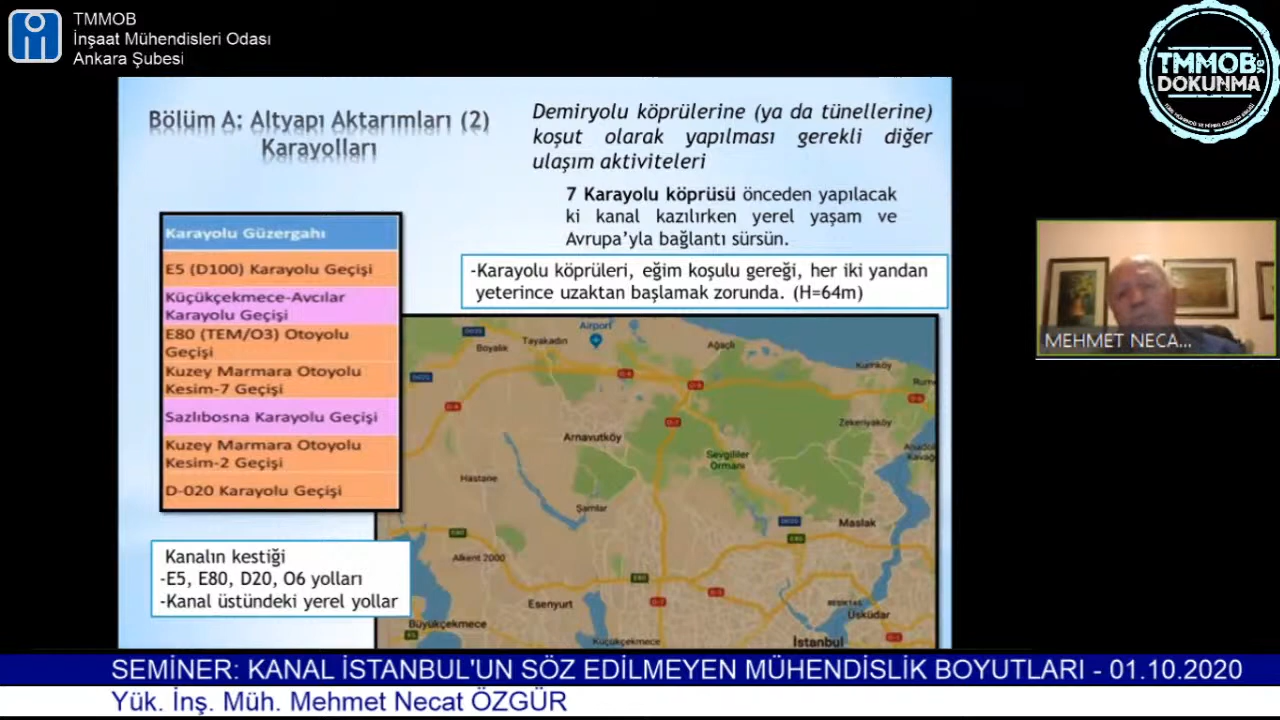 TMMOB
İnşaat Mühendisleri Odası
Ankara Şubesi
TMMOB
DOKUNMA
Bölüm A: Altyapı Aktarımları (2)
Karayolları
Demiryolu köprülerine (ya da tünellerine)
koşut olarak yapılması gerekli diğer
ulaşım aktiviteleri
7 Karayolu köprüsü önceden yapılacak
ki kanal kazılırken yerel yaşam ve
Avrupa’yla bağlantı sürsün.
-Karayolu köprüleri, eğim koşulu gereği, her iki yandan
yeterince uzaktan başlamak zorunda. (H=64m)
Karayolu Güzergahı
E5 (D100) Karayolu Geçişi
Küçükçekmece-Avcılar
Karayolu Geçişi
E80 (TEM/O3) Otoyolu
Geçişi
Kuzey Marmara Otoyolu
Kesim-7 Geçişi
Sazlıbosna Karayolu Geçişi
Kuzey Marmara Otoyolu
Kesim-2 Geçişi
D-020 Karayolu Geçişi
Kanalın kestiği
-E5, E80, D20, O6 yolları
-Kanal üstündeki yerel yollar
Airport
Tayakadın
Boyalık
Ağaçlı
Kumköy
Zekeriyaköy
Arnavutköy
Sevgililer
Ormanı
Hastane
Şamlar
Maslak
Alkent 2000
Esenyurt
BEŞİKTAŞ
Üsküdar
Büyükçekmece
Küçükçekmece
İstanbul
MEHMET NECA...
SEMİNER: KANAL İSTANBUL'UN SÖZ EDİLMEYEN MÜHENDİSLİK BOYUTLARI - 01.10.2020
Yük. İnş. Müh. Mehmet Necat ÖZGÜR